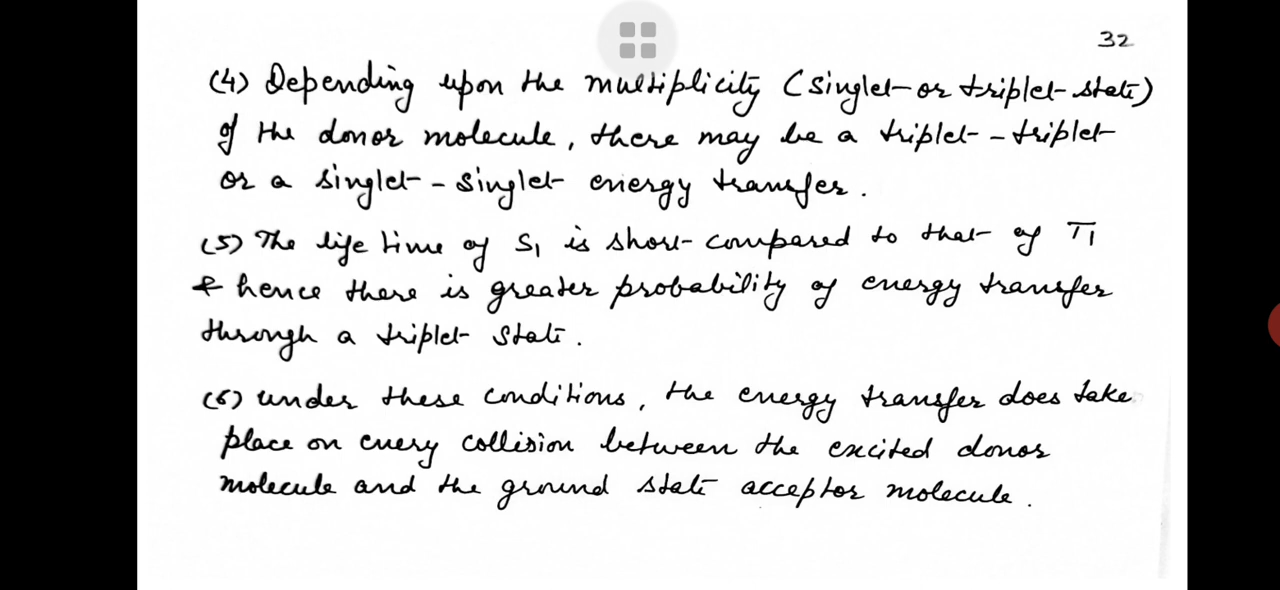 32
(4) Depending upon the multiplicity (singlet or triplet state)
of the donor molecule, there may be a triplet - triplet
or a singlet - singlet energy transfer.
(5) The life time of S₁ is short compared to that of T₁
& hence there is greater probability of energy transfer
through a triplet state.
(6) under these conditions, the energy transfer does take
place on every collision between the excited donor
molecule and the ground state acceptor molecule.